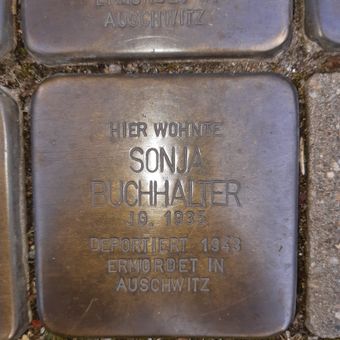 AUSCHWITZ
HIER WOHNTE
SONJA
BUCHHALTER
JG. 1935
DEPORTIERT 1943
ERMORDET IN
AUSCHWITZ